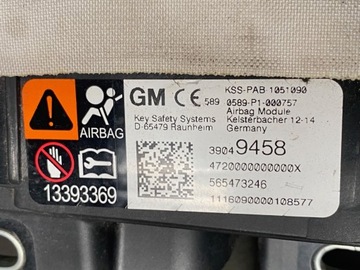 AIRBAG
13393369
GM CE 589
KSS-PAB 1051090
0589-P1-000757
Airbag Module
Key Safety Systems
D-65479 Raunheim
Kelsterbacher 12-14
Germany
3904 9458
4720000000000X
565473246
1116090000108577